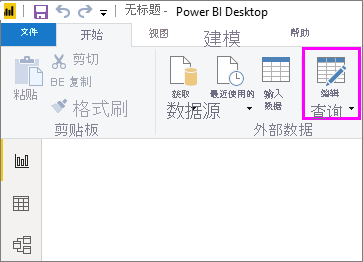 无标题 - Power BI Desktop
文件 开始 视图 建模 帮助
粘贴
剪切
BE 复制
格式刷
剪贴板
获取
数据源
最近使用的
输入
数据
外部数据
编辑
查询